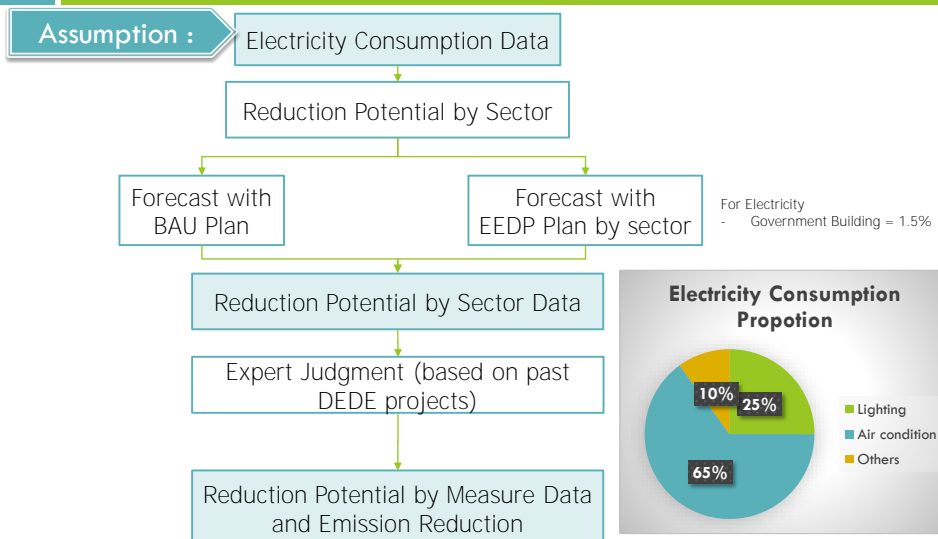 Assumption :
Electricity Consumption Data
Reduction Potential by Sector
Forecast with
BAU Plan
Forecast with
EEDP Plan by sector
For Electricity
- Government Building = 1.5%
Reduction Potential by Sector Data
Expert Judgment (based on past
DEDE projects)
Reduction Potential by Measure Data
and Emission Reduction
Electricity Consumption
Propotion
10%
25%
65%
Lighting
Air condition
Others